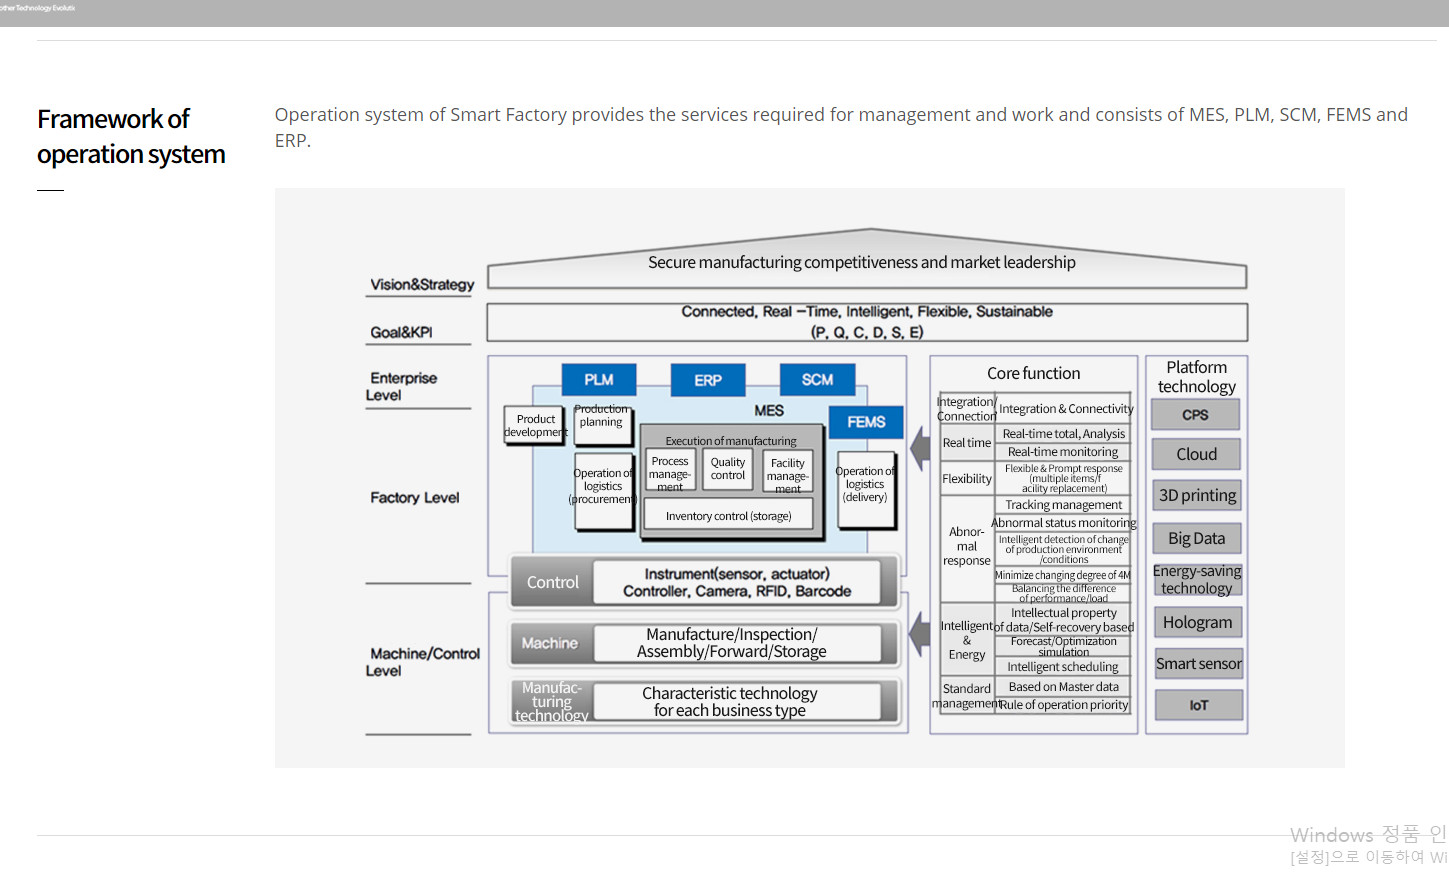 other Technology Evolutik
Framework of
operation system
Operation system of Smart Factory provides the services required for management and work and consists of MES, PLM, SCM, FEMS and
ERP.
Vision&Strategy
Secure manufacturing competitiveness and market leadership
Goal&KPI
Connected, Real −Time, Intelligent, Flexible, Sustainable
(P, Q, C, D, S, E)
Enterprise
Level
Factory Level
Machine/Control
Level
PLM
ERP
SCM
MES
FEMS
Product
development
Production
planning
Operation of
logistics
(procurement)
Execution of manufacturing
Process
manage-
ment
Quality
control
Facility
manage-
ment
Inventory control (storage)
Operation of
logistics
(delivery)
Control
Instrument(sensor, actuator)
Controller, Camera, RFID, Barcode
Machine
Manufacture/Inspection/
Assembly/Forward/Storage
Manufac-
turing
technology
Characteristic technology
for each business type
Core function
Integration/
Connection
Integration & Connectivity
Real time
Real-time total, Analysis
Real-time monitoring
Flexibility
Flexible & Prompt response
(multiple items/f
acility replacement)
Abnor-
mal
response
Tracking management
Abnormal status monitoring
Intelligent detection of change
of production environment
/conditions
Minimize changing degree of 4M
Balancing the difference
of performance/load
Intelligent
&
Energy
Intellectual property
of data/Self-recovery based
Forecast/Optimization
simulation
Intelligent scheduling
Standard
management
Based on Master data
Rule of operation priority
Platform
technology
CPS
Cloud
3D printing
Big Data
Energy-saving
technology
Hologram
Smart sensor
IoT
Windows 정품 인
[설정]으로 이동하여 Wi